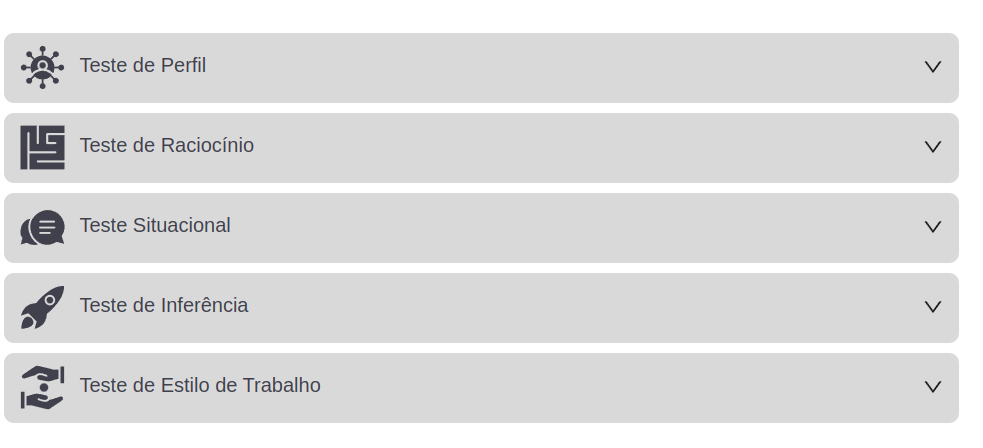 Teste de Perfil
Teste de Raciocínio
Teste Situacional
Teste de Inferência
Teste de Estilo de Trabalho